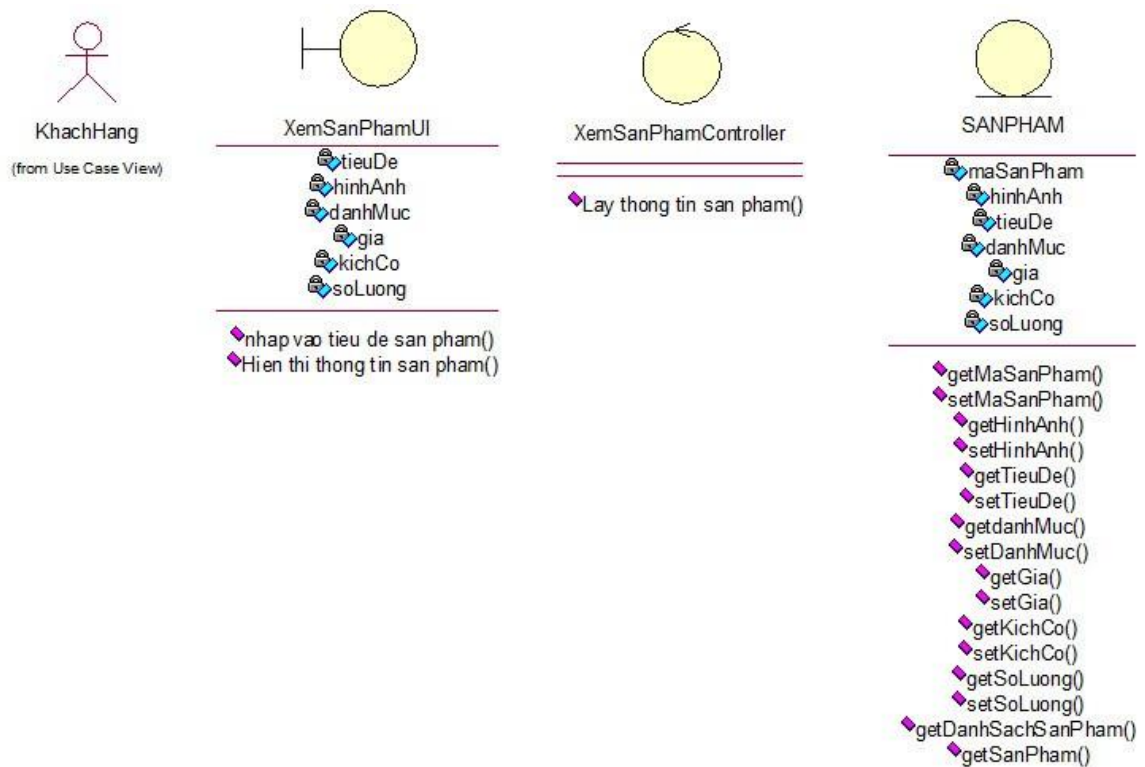 KhachHang
(from Use Case View)
XemSanPhamUI
tieuDe
hinhAnh
danhMuc
gia
kichCo
soLuong
nhap vao tieu de san pham()
Hien thi thong tin san pham()
XemSanPhamController
Lay thong tin san pham()
SANPHAM
maSanPham
hinhAnh
tieuDe
danhMuc
gia
kichCo
soLuong
getMaSanPham()
setMaSanPham()
getHinhAnh()
setHinhAnh()
getTieuDe()
setTieuDe()
getdanhMuc()
setDanhMuc()
getGia()
setGia()
getKichCo()
setKichCo()
getSoLuong()
setSoLuong()
getDanhSachSanPham()
getSanPham()